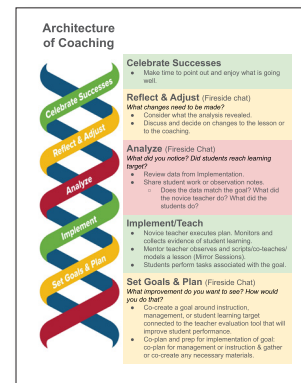 Architecture
of Coaching
Celebrate Successes
Reflect & Adjust
Analyze
Implement
Set Goals & Plan
Celebrate Successes
● Make time to point out and enjoy what is going
well.
Reflect & Adjust (Fireside chat)
What changes need to be made?
● Consider what the analysis revealed.
● Discuss and decide on changes to the lesson or
to the coaching.
Analyze (Fireside Chat)
What did you notice? Did students reach learning
target?
● Review data from Implementation.
● Share student work or observation notes.
○ Does the data match the goal? What did
the novice teacher do? What did the
students do?
Implement/Teach
● Novice teacher executes plan. Monitors and
collects evidence of student learning.
● Mentor teacher observes and scripts/co-teaches/
models a lesson (Mirror Sessions).
● Students perform tasks associated with the goal.
Set Goals & Plan (Fireside Chat)
What improvement do you want to see? How would
you do that?
● Co-create a goal around instruction,
management, or student learning target
connected to the teacher evaluation tool that will
improve student performance.
● Co-plan and prep for implementation of goal:
co-plan for management or instruction & gather
or co-create any necessary materials.